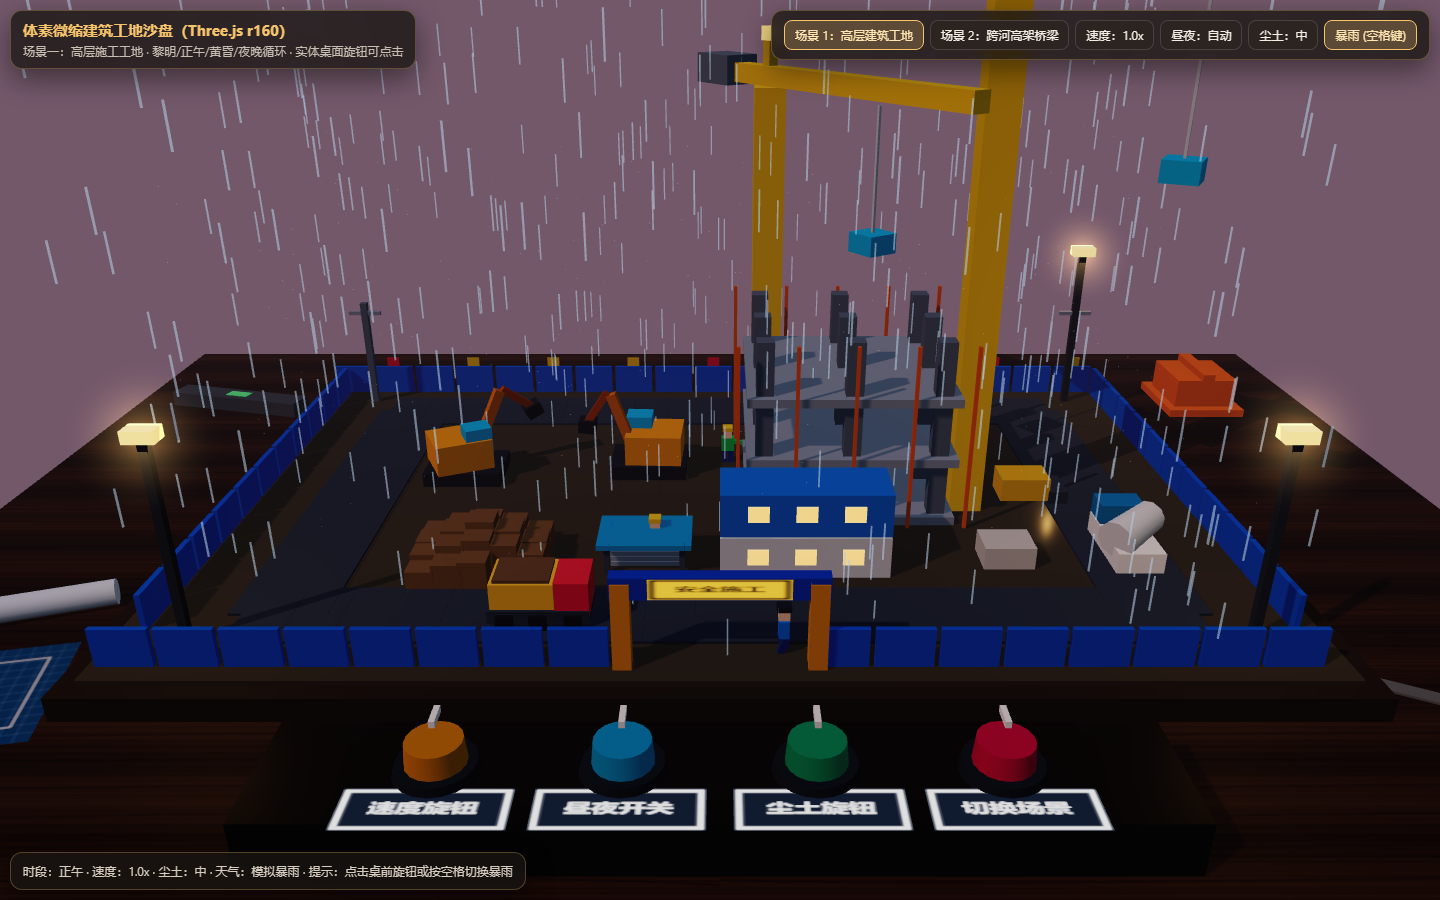 体素微缩建筑工地沙盘（Three.js r160）
场景一：高层施工工地 · 黎明/正午/黄昏/夜晚循环 · 实体桌面旋钮可点击
场景 1：高层建筑工地
场景 2：跨河高架桥梁
速度：1.0x
昼夜：自动
尘土：中
暴雨 (空格键)
安全施工
速度旋钮
昼夜开关
尘土旋钮
切换场景
时段：正午 · 速度：1.0x · 尘土：中 · 天气：模拟暴雨 · 提示：点击桌前旋钮或按空格切换暴雨